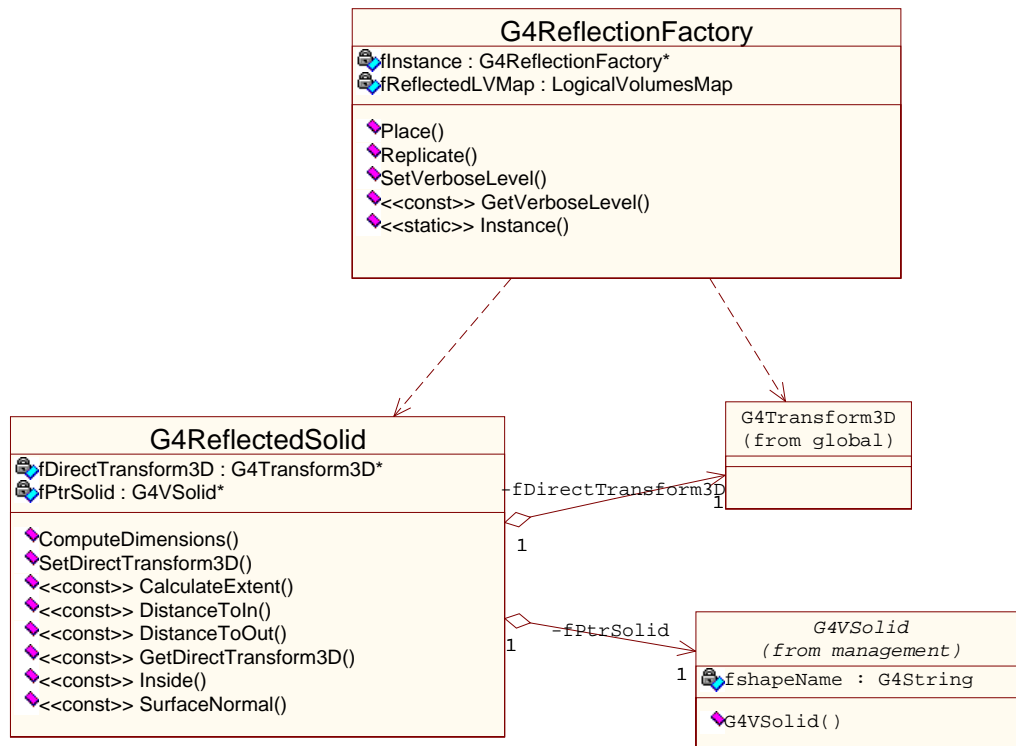 G4ReflectionFactory
fInstance : G4ReflectionFactory*
fReflectedLVMap : LogicalVolumesMap
Place()
Replicate()
SetVerboseLevel()
<<const>> GetVerboseLevel()
<<static>> Instance()
G4ReflectedSolid
fDirectTransform3D : G4Transform3D*
fPtrSolid : G4VSolid*
ComputeDimensions()
SetDirectTransform3D()
<<const>> CalculateExtent()
<<const>> DistanceToIn()
<<const>> DistanceToOut()
<<const>> GetDirectTransform3D()
<<const>> Inside()
<<const>> SurfaceNormal()
G4Transform3D
(from global)
-fDirectTransform3D
1
1
-fPtrSolid
1
1
G4VSolid
(from management)
fshapeName : G4String
G4VSolid()